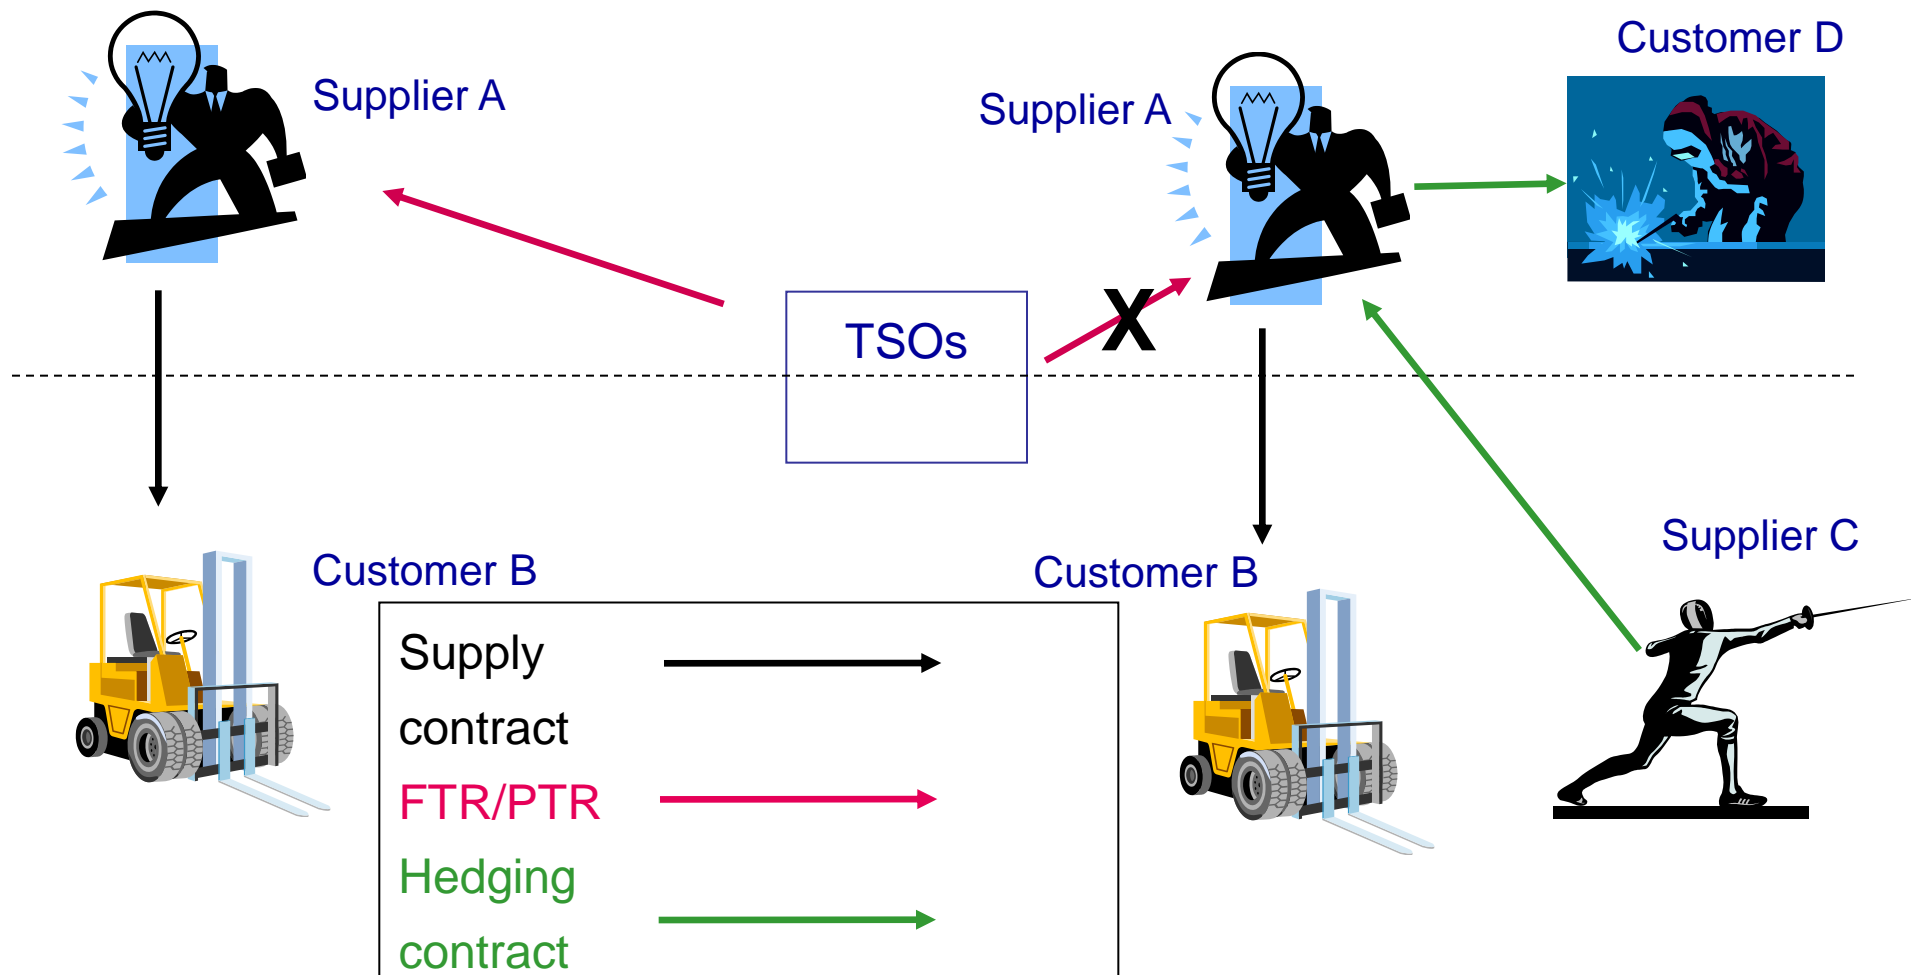 Customer D
Supplier A
Supplier A
TSOs
X
Supplier C
Customer B
Customer B
Supply
contract
FTR/PTR
Hedging
contract